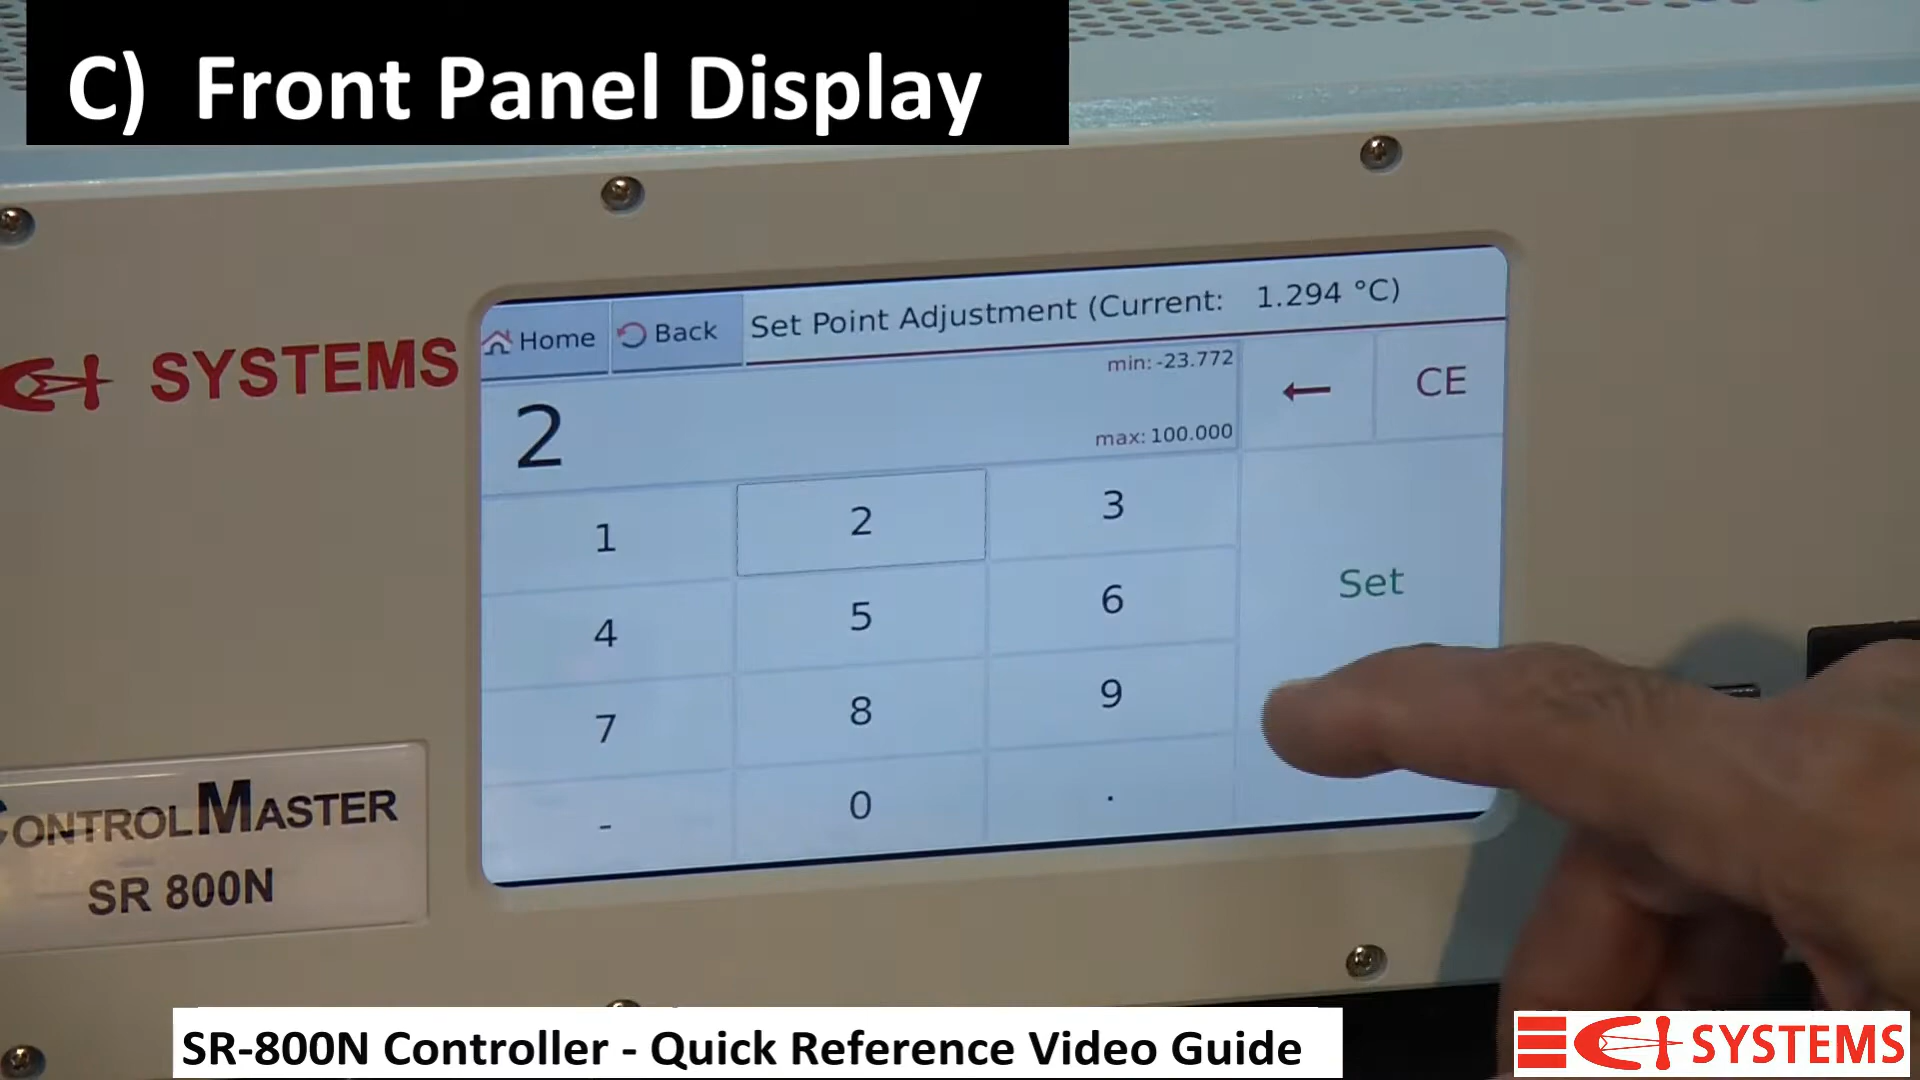 C) Front Panel Display
Home Back Set Point Adjustment (Current: 1.294 °C)
min: -23.772
2
max: 100.000
← CE
1 2 3
4 5 6
7 8 9
- 0 .
Set
CI SYSTEMS
CONTROLMASTER
SR 800N
SR-800N Controller - Quick Reference Video Guide
CI SYSTEMS